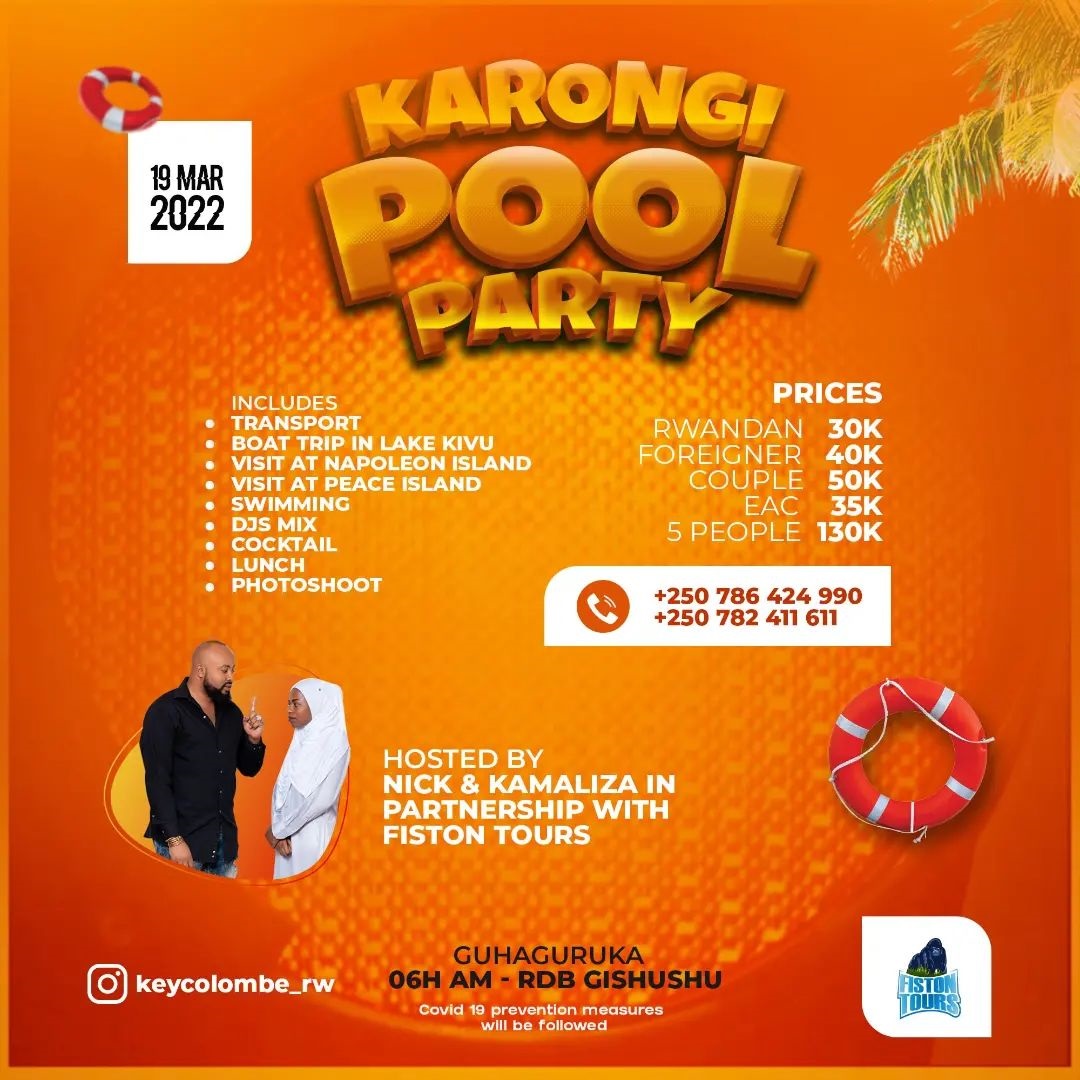 19 MAR
2022
KARONGI
POOL
PARTY
INCLUDES
• TRANSPORT
• BOAT TRIP IN LAKE KIVU
• VISIT AT NAPOLEON ISLAND
• VISIT AT PEACE ISLAND
• SWIMMING
• DJS MIX
• COCKTAIL
• LUNCH
• PHOTOSHOOT
PRICES
RWANDAN 30K
FOREIGNER 40K
COUPLE 50K
EAC 35K
5 PEOPLE 130K
+250 786 424 990
+250 782 411 611
HOSTED BY
NICK & KAMALIZA IN
PARTNERSHIP WITH
FISTON TOURS
keycolombe_rw
GUHAGURUKA
06H AM - RDB GISHUSHU
Covid 19 prevention measures
will be followed
FISTON
TOURS